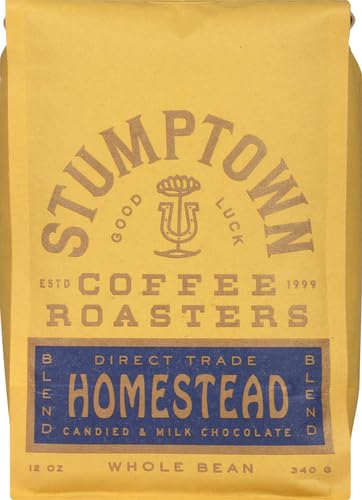 STUMPTOWN
GOOD LUCK
ESTD COFFEE 1999
ROASTERS
DIRECT TRADE
BLEND HOMESTEAD BLEND
CANDIED & MILK CHOCOLATE
12 OZ WHOLE BEAN 340 G